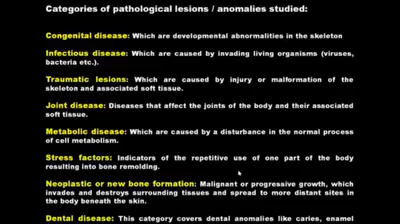 Categories of pathological lesions / anomalies studied:
Congenital disease: Which are developmental abnormalities in the skeleton
Infectious disease: Which are caused by invading living organisms (viruses,
bacteria etc.).
Traumatic lesions: Which are caused by injury or malformation of the
skeleton and associated soft tissue.
Joint disease: Diseases that affect the joints of the body and their associated
soft tissue.
Metabolic disease: Which are caused by a disturbance in the normal process
of cell metabolism.
Stress factors: Indicators of the repetitive use of one part of the body
resulting into bone remolding.
Neoplastic or new bone formation: Malignant or progressive growth, which
invades and destroys surrounding tissues and spread to more distant sites in
the body beneath the skin.
Dental disease: This category covers dental anomalies like caries, enamel